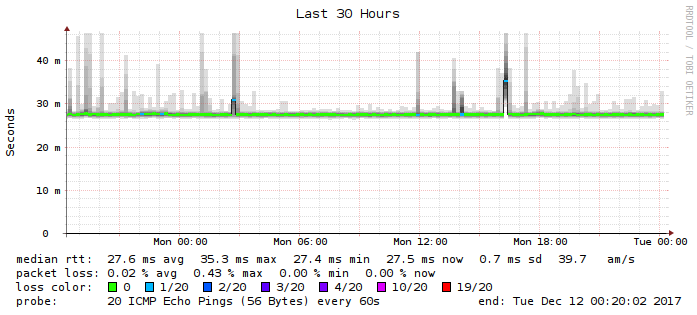 Last 30 Hours
RRDTOOL / TOBI OETIKER
Seconds
40 m
30 m
20 m
10 m
0
Mon 00:00 Mon 06:00 Mon 12:00 Mon 18:00 Tue 00:00
median rtt: 27.6 ms avg 35.3 ms max 27.4 ms min 27.5 ms now 0.7 ms sd 39.7 am/s
packet loss: 0.02 % avg 0.43 % max 0.00 % min 0.00 % now
loss color: 0 1/20 2/20 3/20 4/20 10/20 19/20
probe: 20 ICMP Echo Pings (56 Bytes) every 60s end: Tue Dec 12 00:20:02 2017